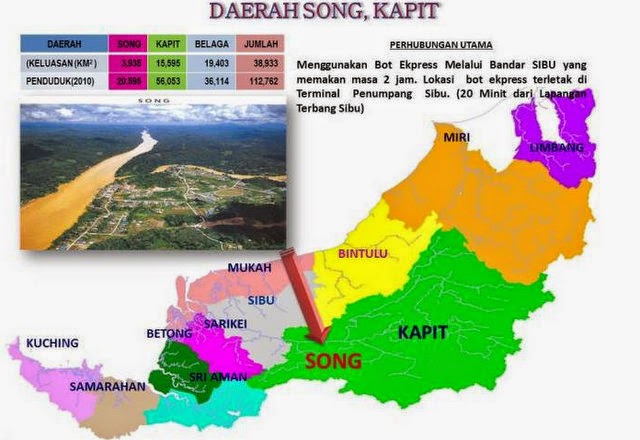 DAERAH SONG, KAPIT
DAERAH SONG KAPIT BELAGA JUMLAH
(KELUASAN (KM²) 3,935 15,595 19,403 38,933
PENDUDUK(2010) 20,595 56,053 36,114 112,762
PERHUBUNGAN UTAMA
Menggunakan Bot Ekpress Melalui Bandar SIBU yang
memakan masa 2 jam. Lokasi bot ekpress terletak di
Terminal Penumpang Sibu. (20 Minit dari Lapangan
Terbang Sibu)
SONG
MIRI
LIMBANG
BINTULU
MUKAH
SIBU
KAPIT
BETONG
SARIKEI
KUCHING
SONG
SRI AMAN
SAMARAHAN